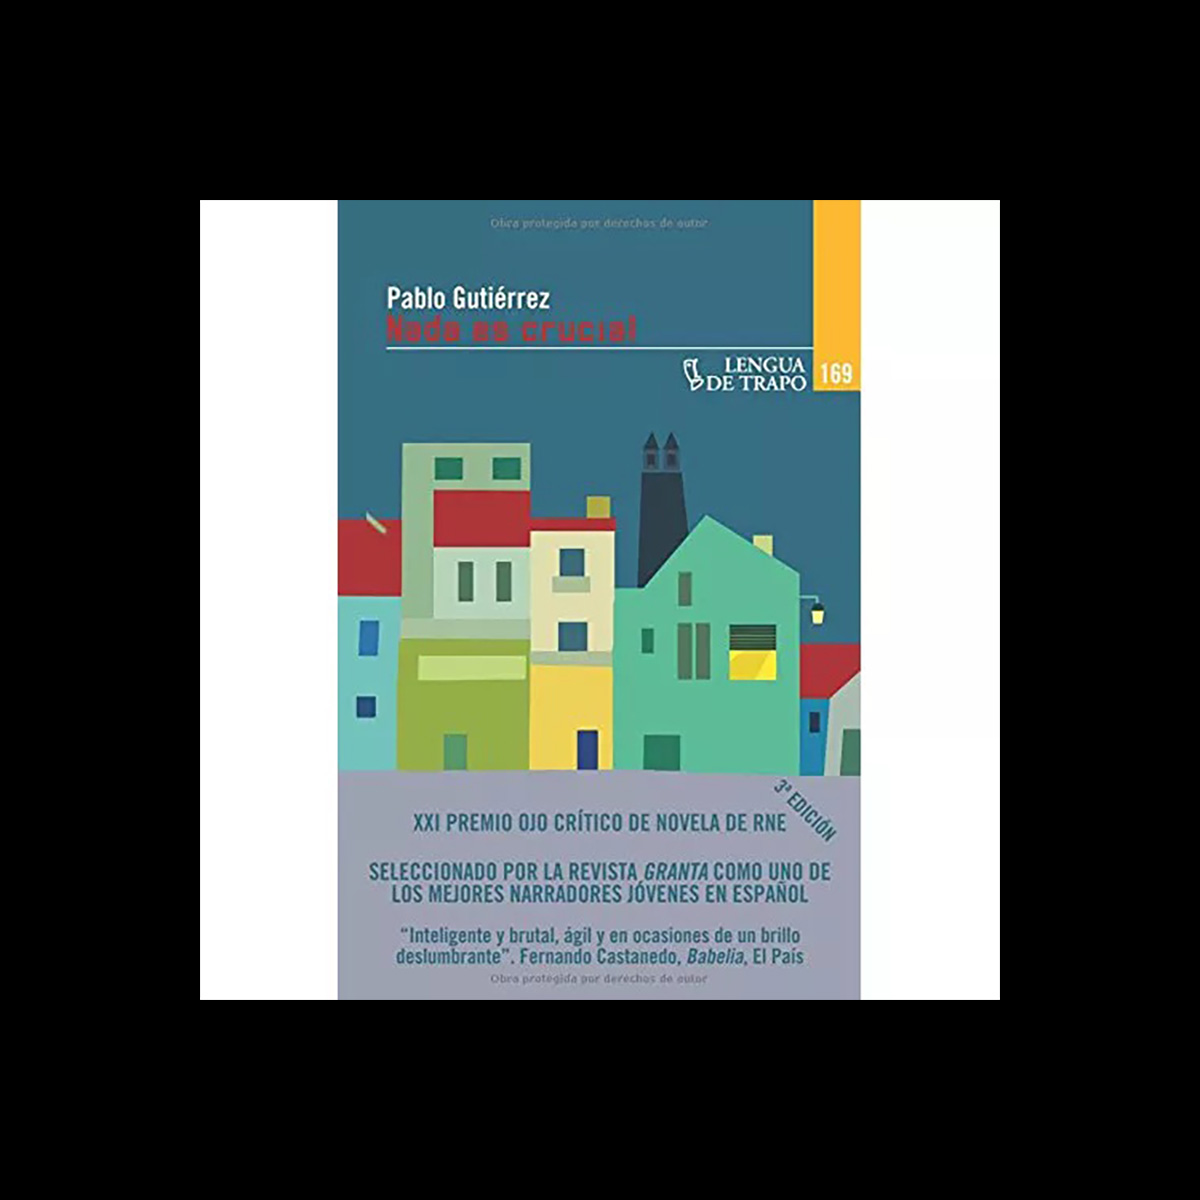 Obra protegida por derechos de autor
Pablo Gutiérrez
Nada es crucial
LENGUA
DE TRAPO
169
3ª EDICIÓN
XXI PREMIO OJO CRÍTICO DE NOVELA DE RNE
SELECCIONADO POR LA REVISTA GRANTA COMO UNO DE
LOS MEJORES NARRADORES JÓVENES EN ESPAÑOL
“Inteligente y brutal, ágil y en ocasiones de un brillo
deslumbrante”. Fernando Castanedo, Babelia, El País
Obra protegida por derechos de autor